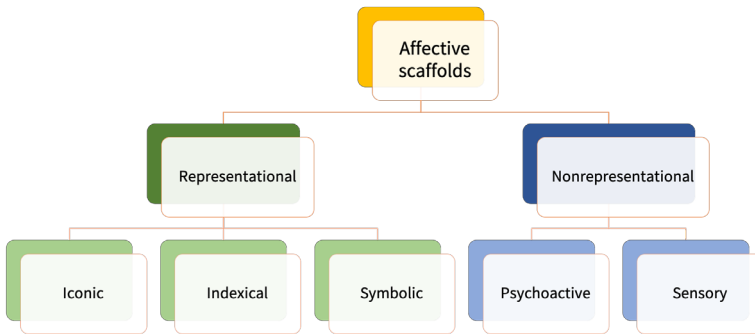 Affective
scaffolds
Representational
Nonrepresentational
Iconic
Indexical
Symbolic
Psychoactive
Sensory